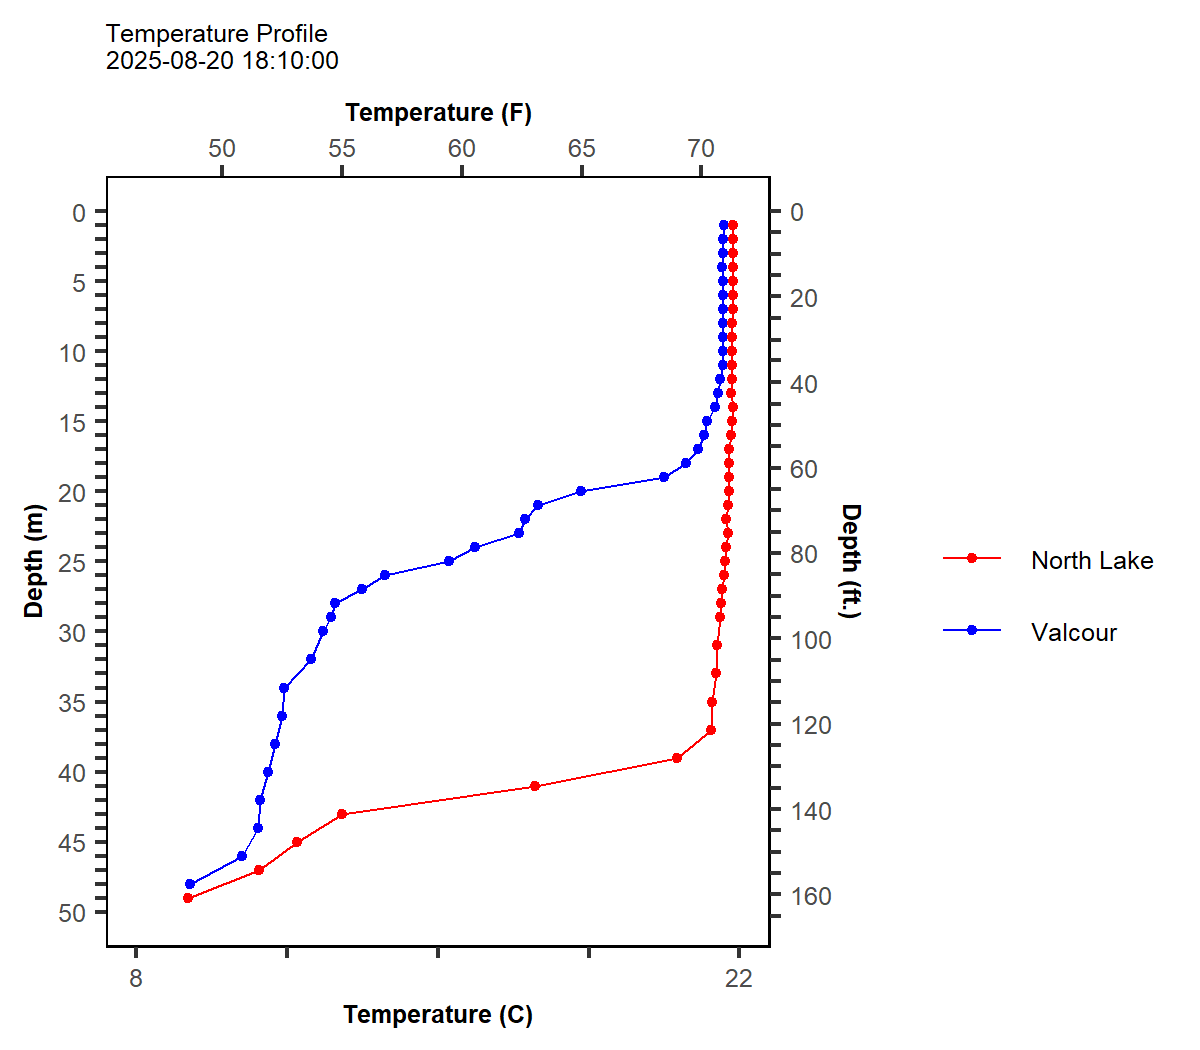 Temperature Profile
2025-08-20 18:10:00
Temperature (F)
50 55 60 65 70
0 0
5
20
10
40
15
60
20
Depth (m)
Depth (ft.)
80
25
North Lake
30
100
Valcour
35
120
40
140
45
160
50
8 22
Temperature (C)